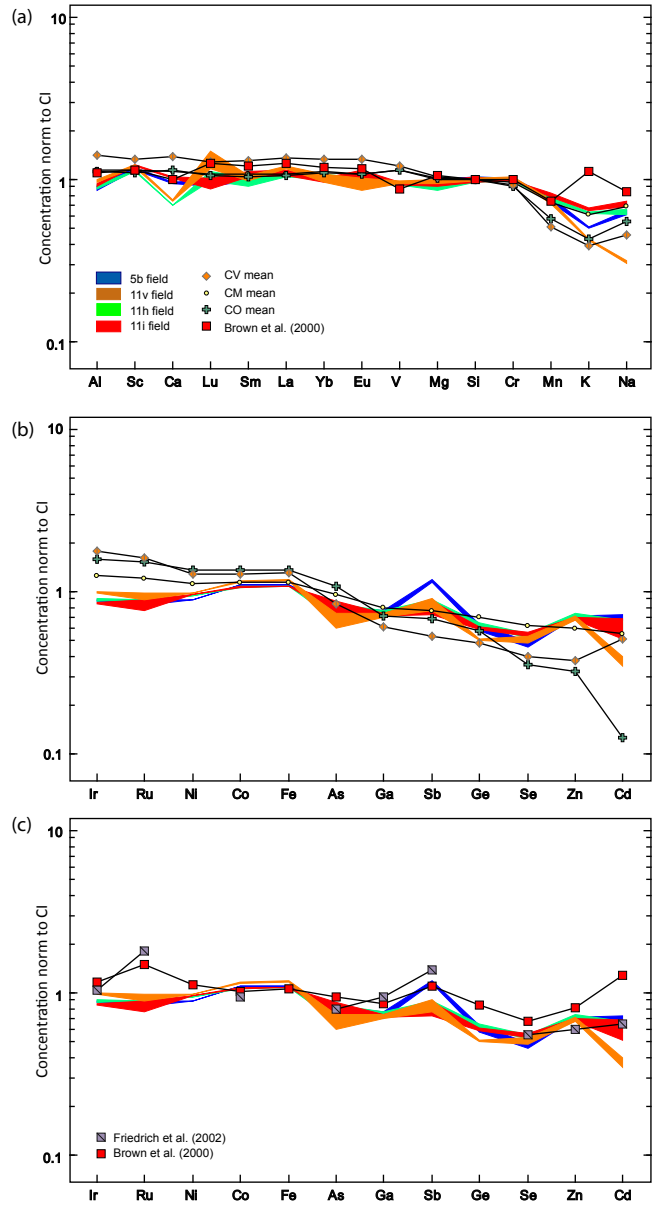 (a)
10
1
0.1
Concentration norm to CI
5b field
11v field
11h field
11i field
CV mean
CM mean
CO mean
Brown et al. (2000)
Al Sc Ca Lu Sm La Yb Eu V Mg Si Cr Mn K Na
(b)
10
1
0.1
Concentration norm to CI
Ir Ru Ni Co Fe As Ga Sb Ge Se Zn Cd
(c)
10
1
0.1
Concentration norm to CI
Friedrich et al. (2002)
Brown et al. (2000)
Ir Ru Ni Co Fe As Ga Sb Ge Se Zn Cd